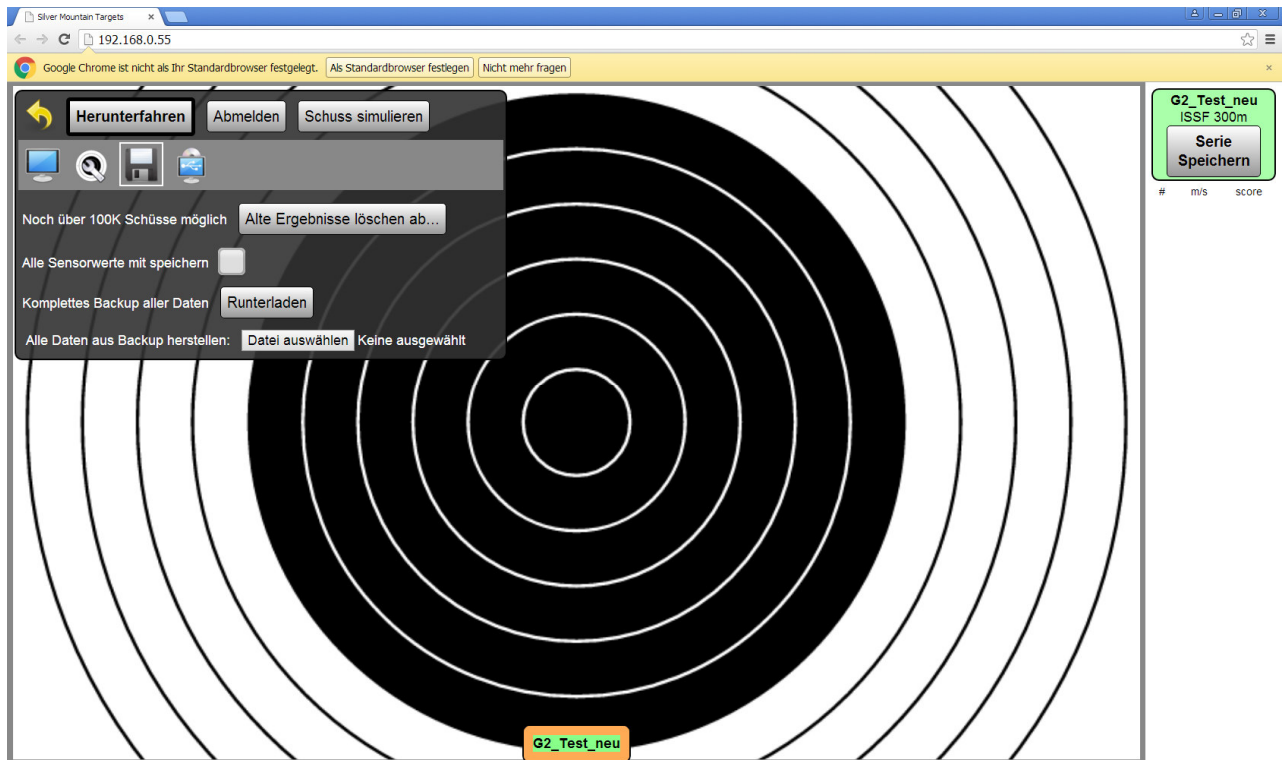 Silver Mountain Targets
192.168.0.55
Google Chrome ist nicht als Ihr Standardbrowser festgelegt. Als Standardbrowser festlegen Nicht mehr fragen
Herunterfahren Abmelden Schuss simulieren
Noch über 100K Schüsse möglich Alte Ergebnisse löschen ab...
Alle Sensorwerte mit speichern
Komplettes Backup aller Daten Runterladen
Alle Daten aus Backup herstellen: Datei auswählen Keine ausgewählt
G2_Test_neu
ISSF 300m
Serie
Speichern
# m/s score
G2_Test_neu